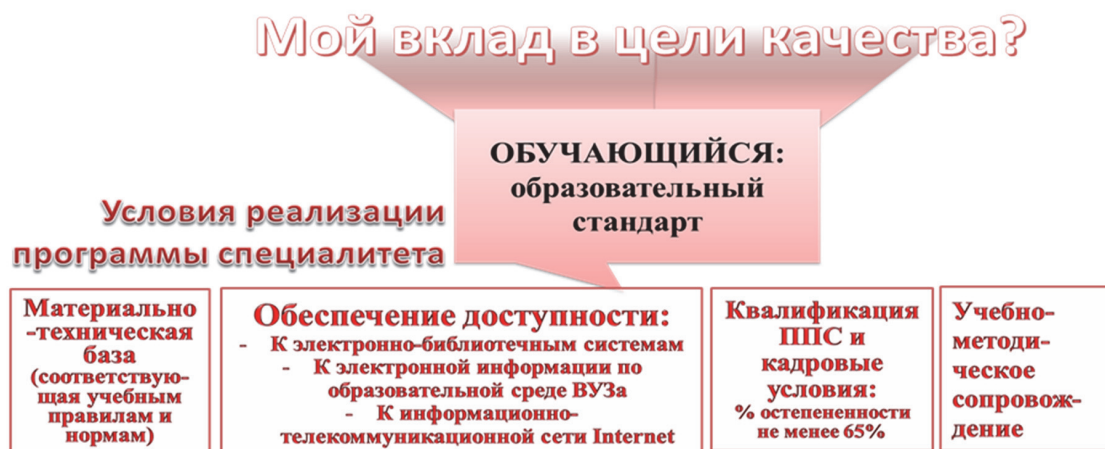 Мой вклад в цели качества?
ОБУЧАЮЩИЙСЯ:
образовательный
стандарт
Условия реализации
программы специалитета
Материально
-техническая
база
(соответствую-
щая учебным
правилам и
нормам)
Обеспечение доступности:
- К электронно-библиотечным системам
- К электронной информации по
образовательной среде ВУЗа
- К информационно-
телекоммуникационной сети Internet
Квалификация
ППС и
кадровые
условия:
% остепененности
не менее 65%
Учебно-
методи-
ческое
сопровож-
дение